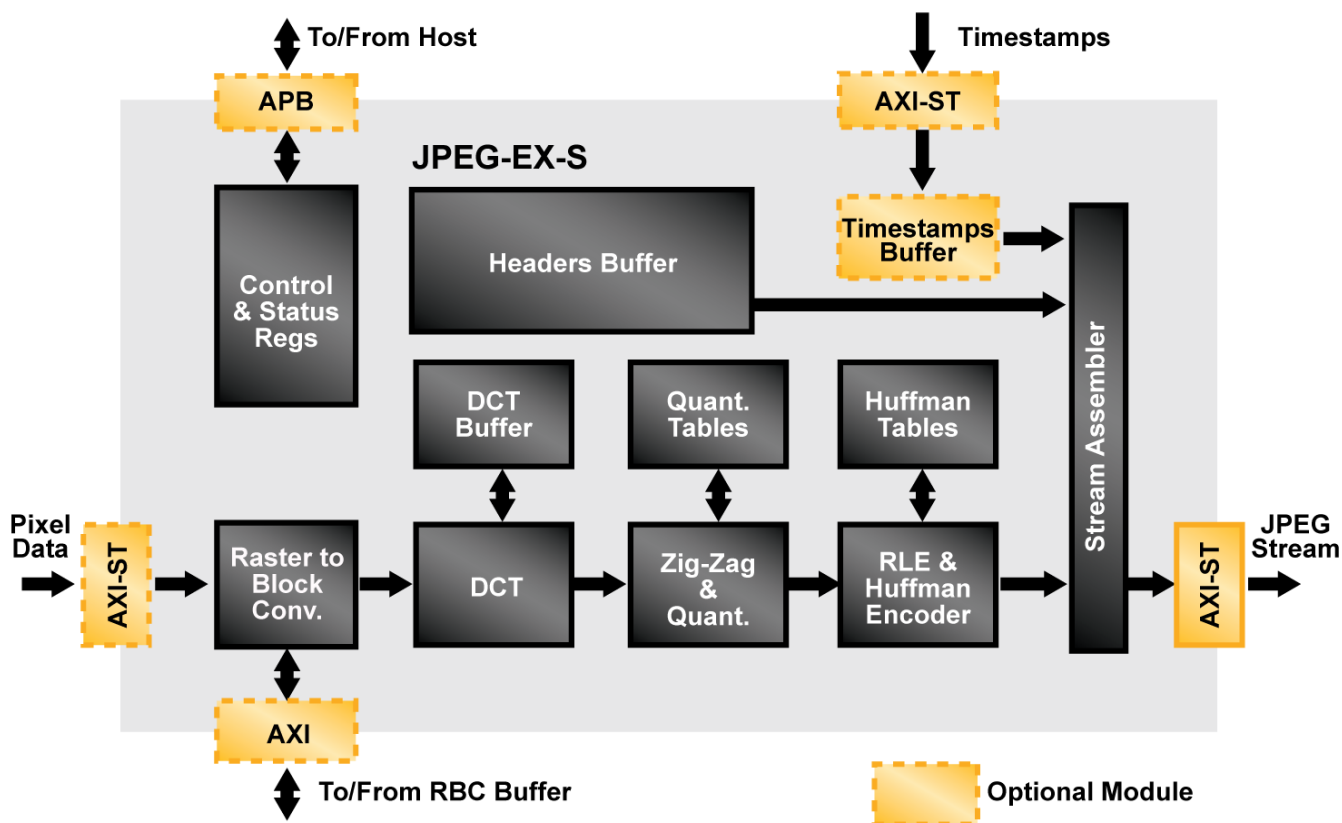 To/From Host
Timestamps
APB
AXI-ST
JPEG-EX-S
Control
& Status
Regs
Headers Buffer
Timestamps
Buffer
Stream Assembler
DCT
Buffer
Quant.
Tables
Huffman
Tables
Pixel
Data
AXI-ST
Raster to
Block
Conv.
DCT
Zig-Zag
&
Quant.
RLE &
Huffman
Encoder
AXI-ST
JPEG
Stream
AXI
To/From RBC Buffer
Optional Module